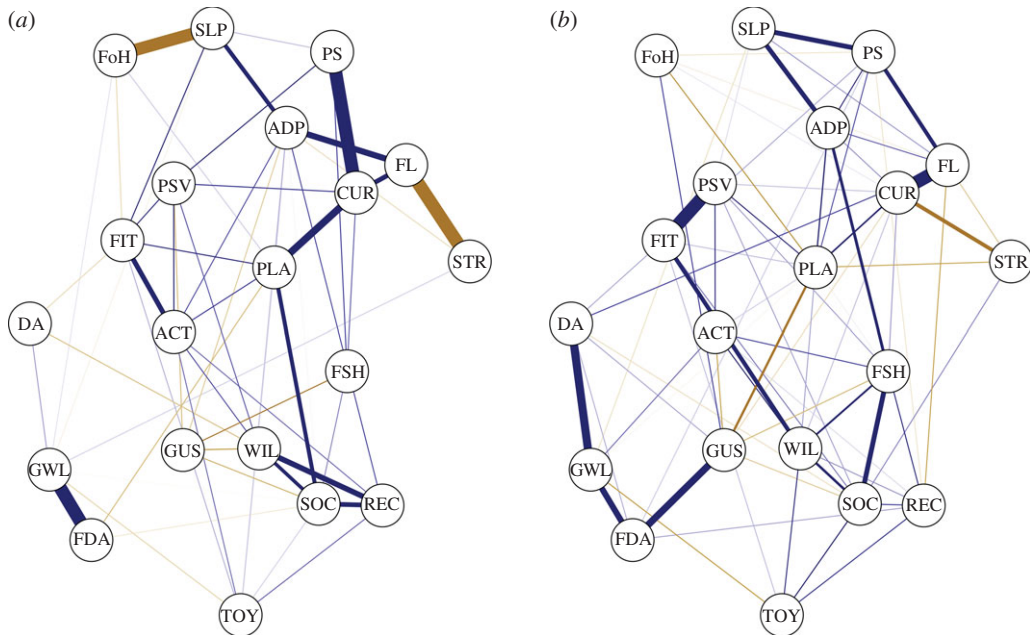 (a)
SLP
FoH
PS
ADP
FL
PSV
CUR
FIT
STR
PLA
DA
ACT
FSH
GUS
WIL
GWL
SOC
REC
FDA
TOY
(b)
SLP
FoH
PS
ADP
FL
PSV
CUR
FIT
STR
PLA
DA
ACT
FSH
GUS
WIL
GWL
SOC
REC
FDA
TOY